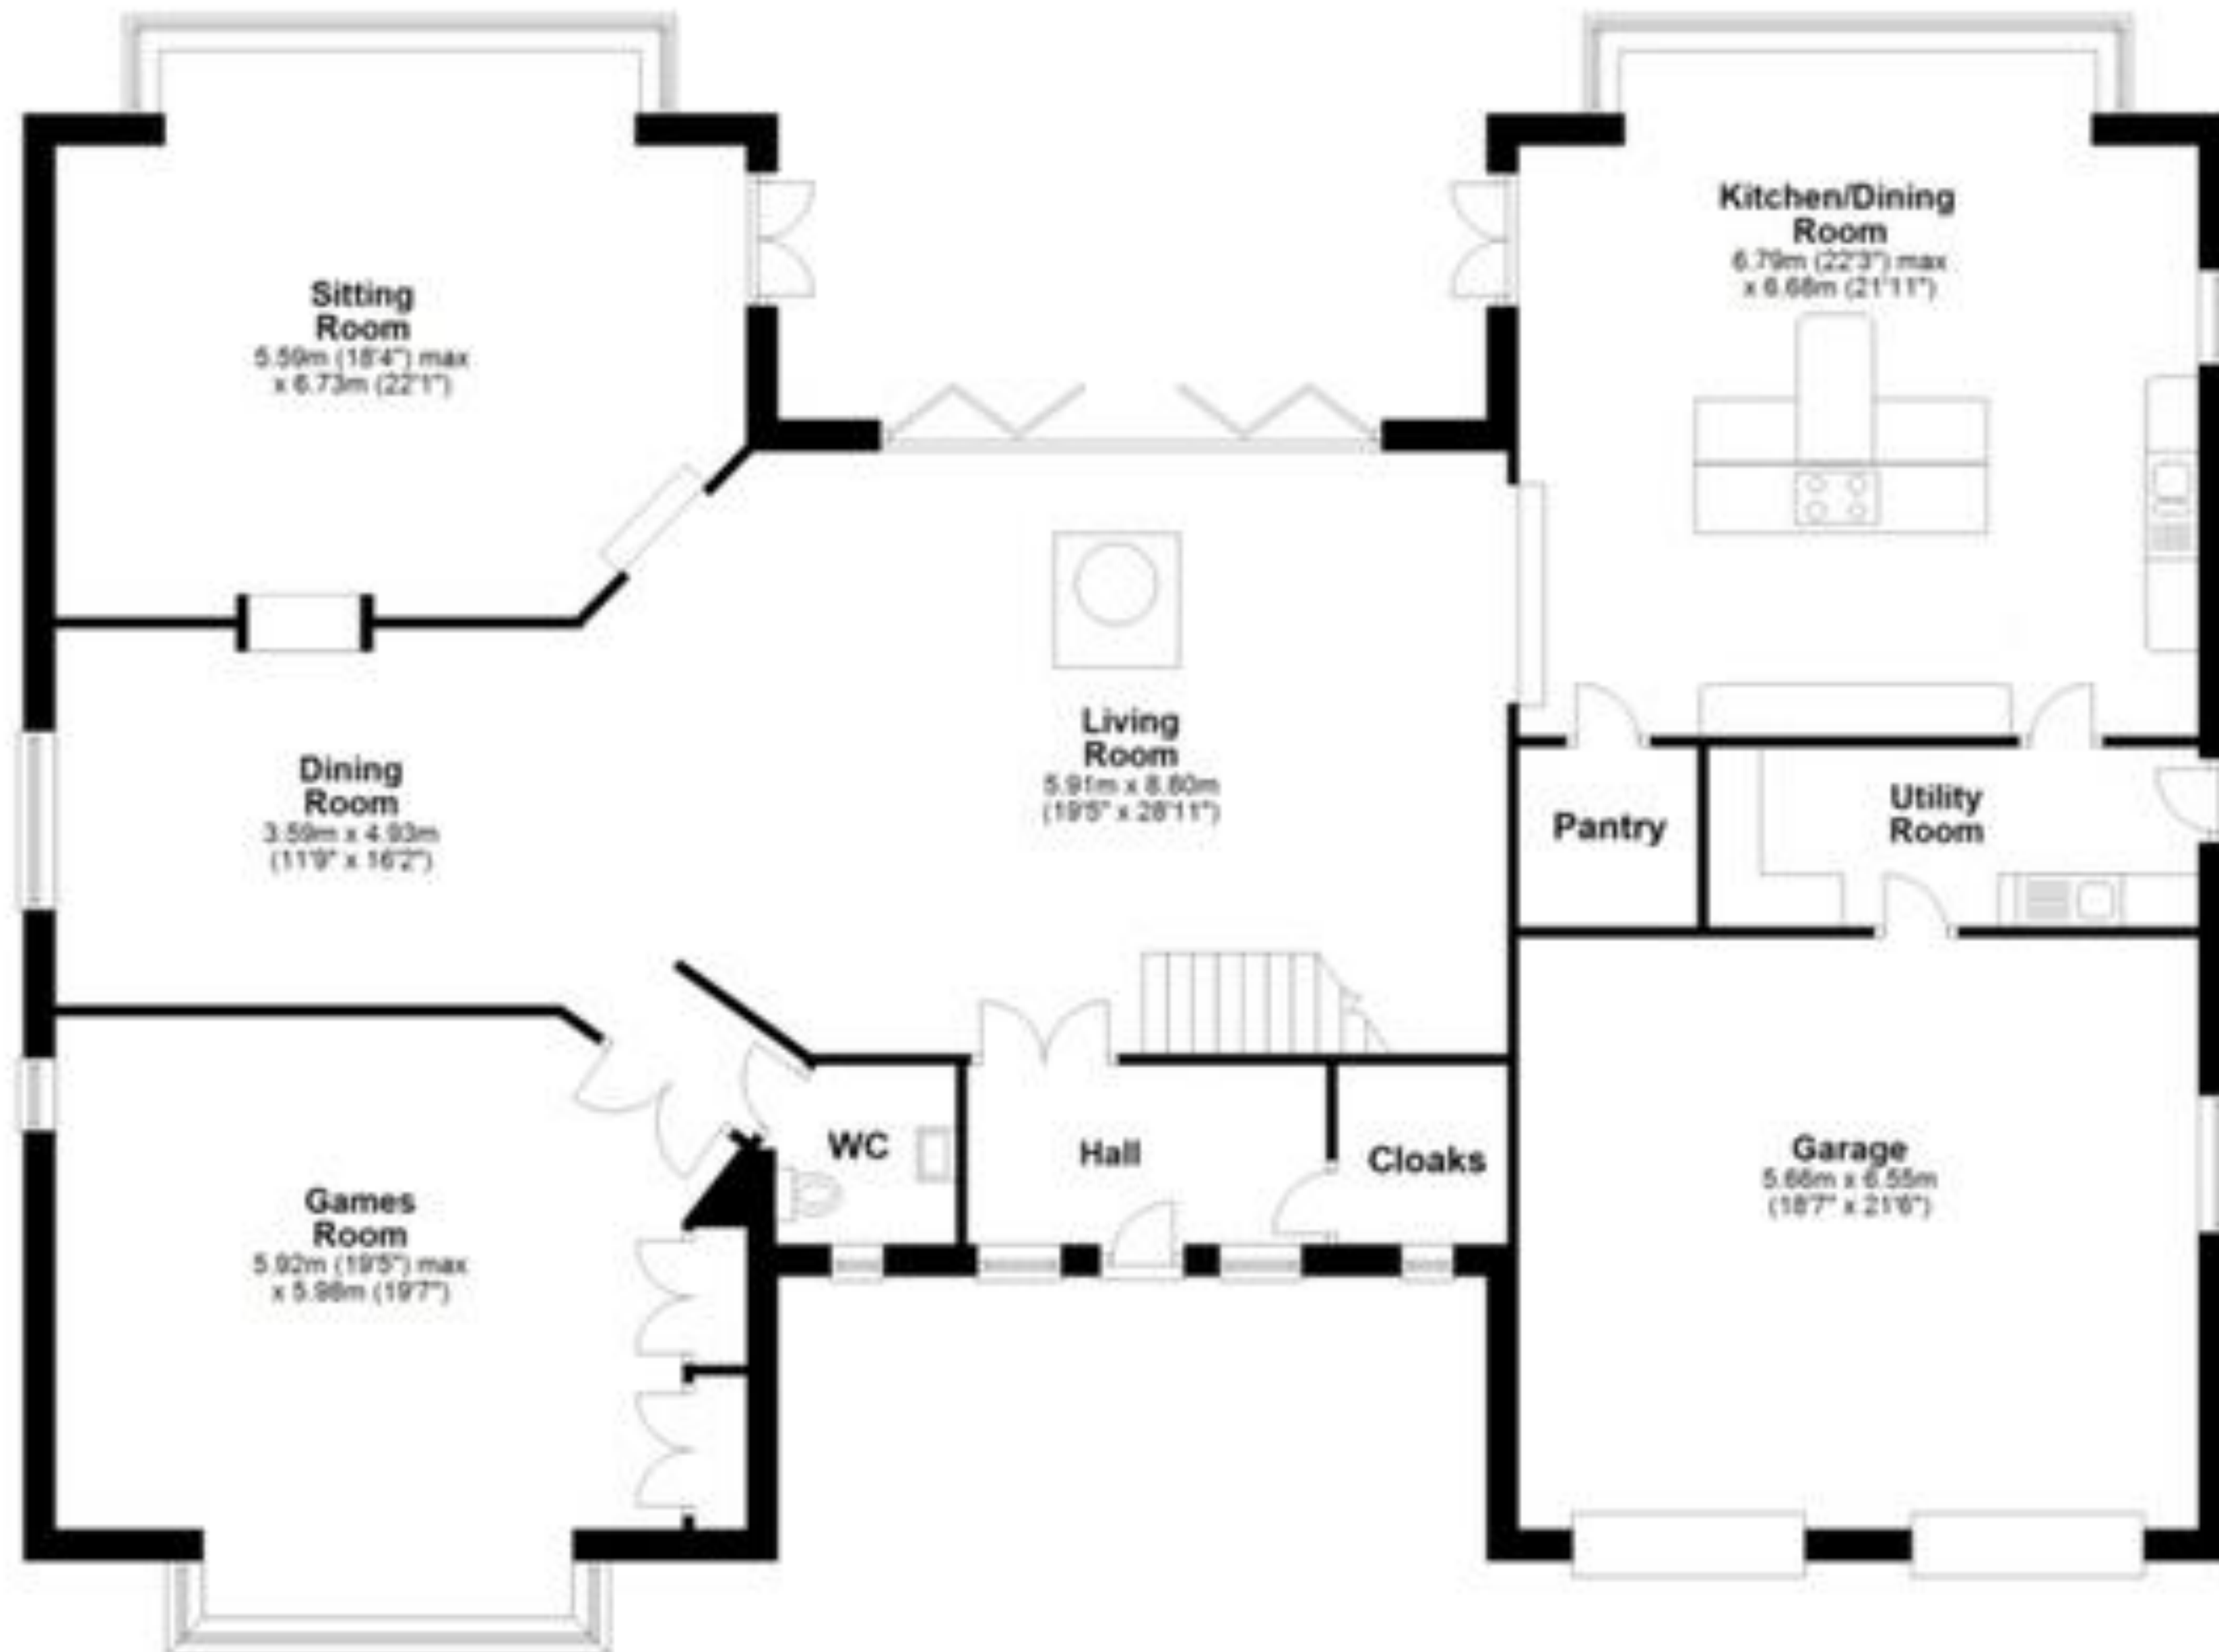 Sitting
Room
5.59m (18'4") max
x 6.73m (22'1")
Kitchen/Dining
Room
6.79m (22'3") max
x 6.68m (21'11")
Dining
Room
3.59m x 4.93m
(11'9" x 16'2")
Living
Room
5.91m x 8.80m
(19'5" x 28'11")
Pantry
Utility
Room
Games
Room
5.92m (19'5") max
x 5.98m (19'7")
WC
Hall
Cloaks
Garage
5.66m x 6.55m
(18'7" x 21'6")